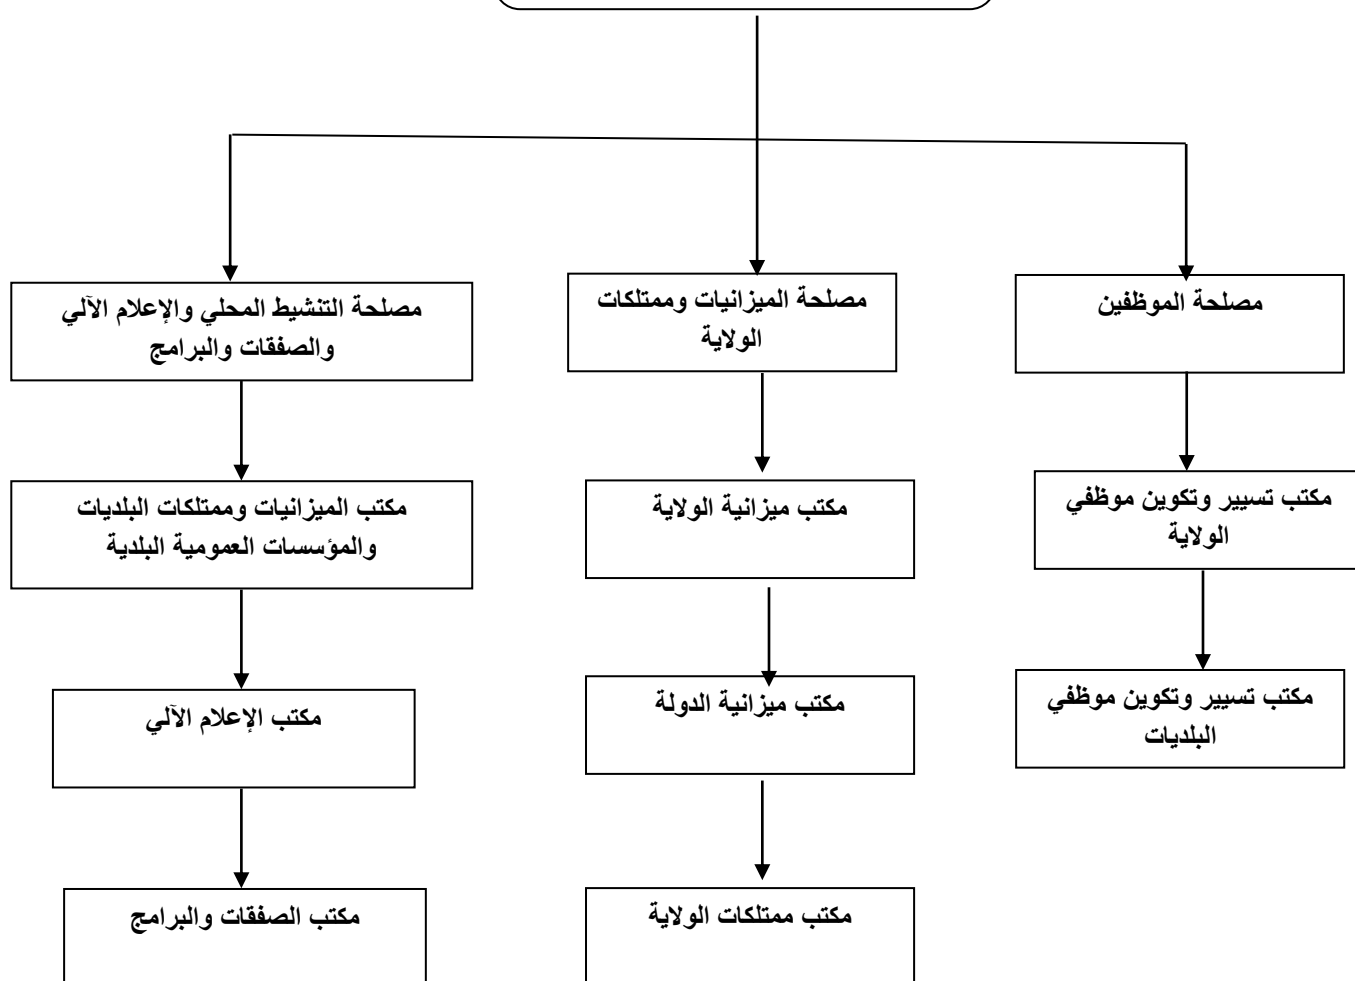 مصلحة الموظفين
مصلحة الميزانيات وممتلكات
الولاية
مصلحة التنشيط المحلي والإعلام الآلي
والصفقات والبرامج
مكتب تسيير وتكوين موظفي
الولاية
مكتب ميزانية الولاية
مكتب الميزانيات وممتلكات البلديات
والمؤسسات العمومية البلدية
مكتب تسيير وتكوين موظفي
البلديات
مكتب ميزانية الدولة
مكتب الإعلام الآلي
مكتب ممتلكات الولاية
مكتب الصفقات والبرامج